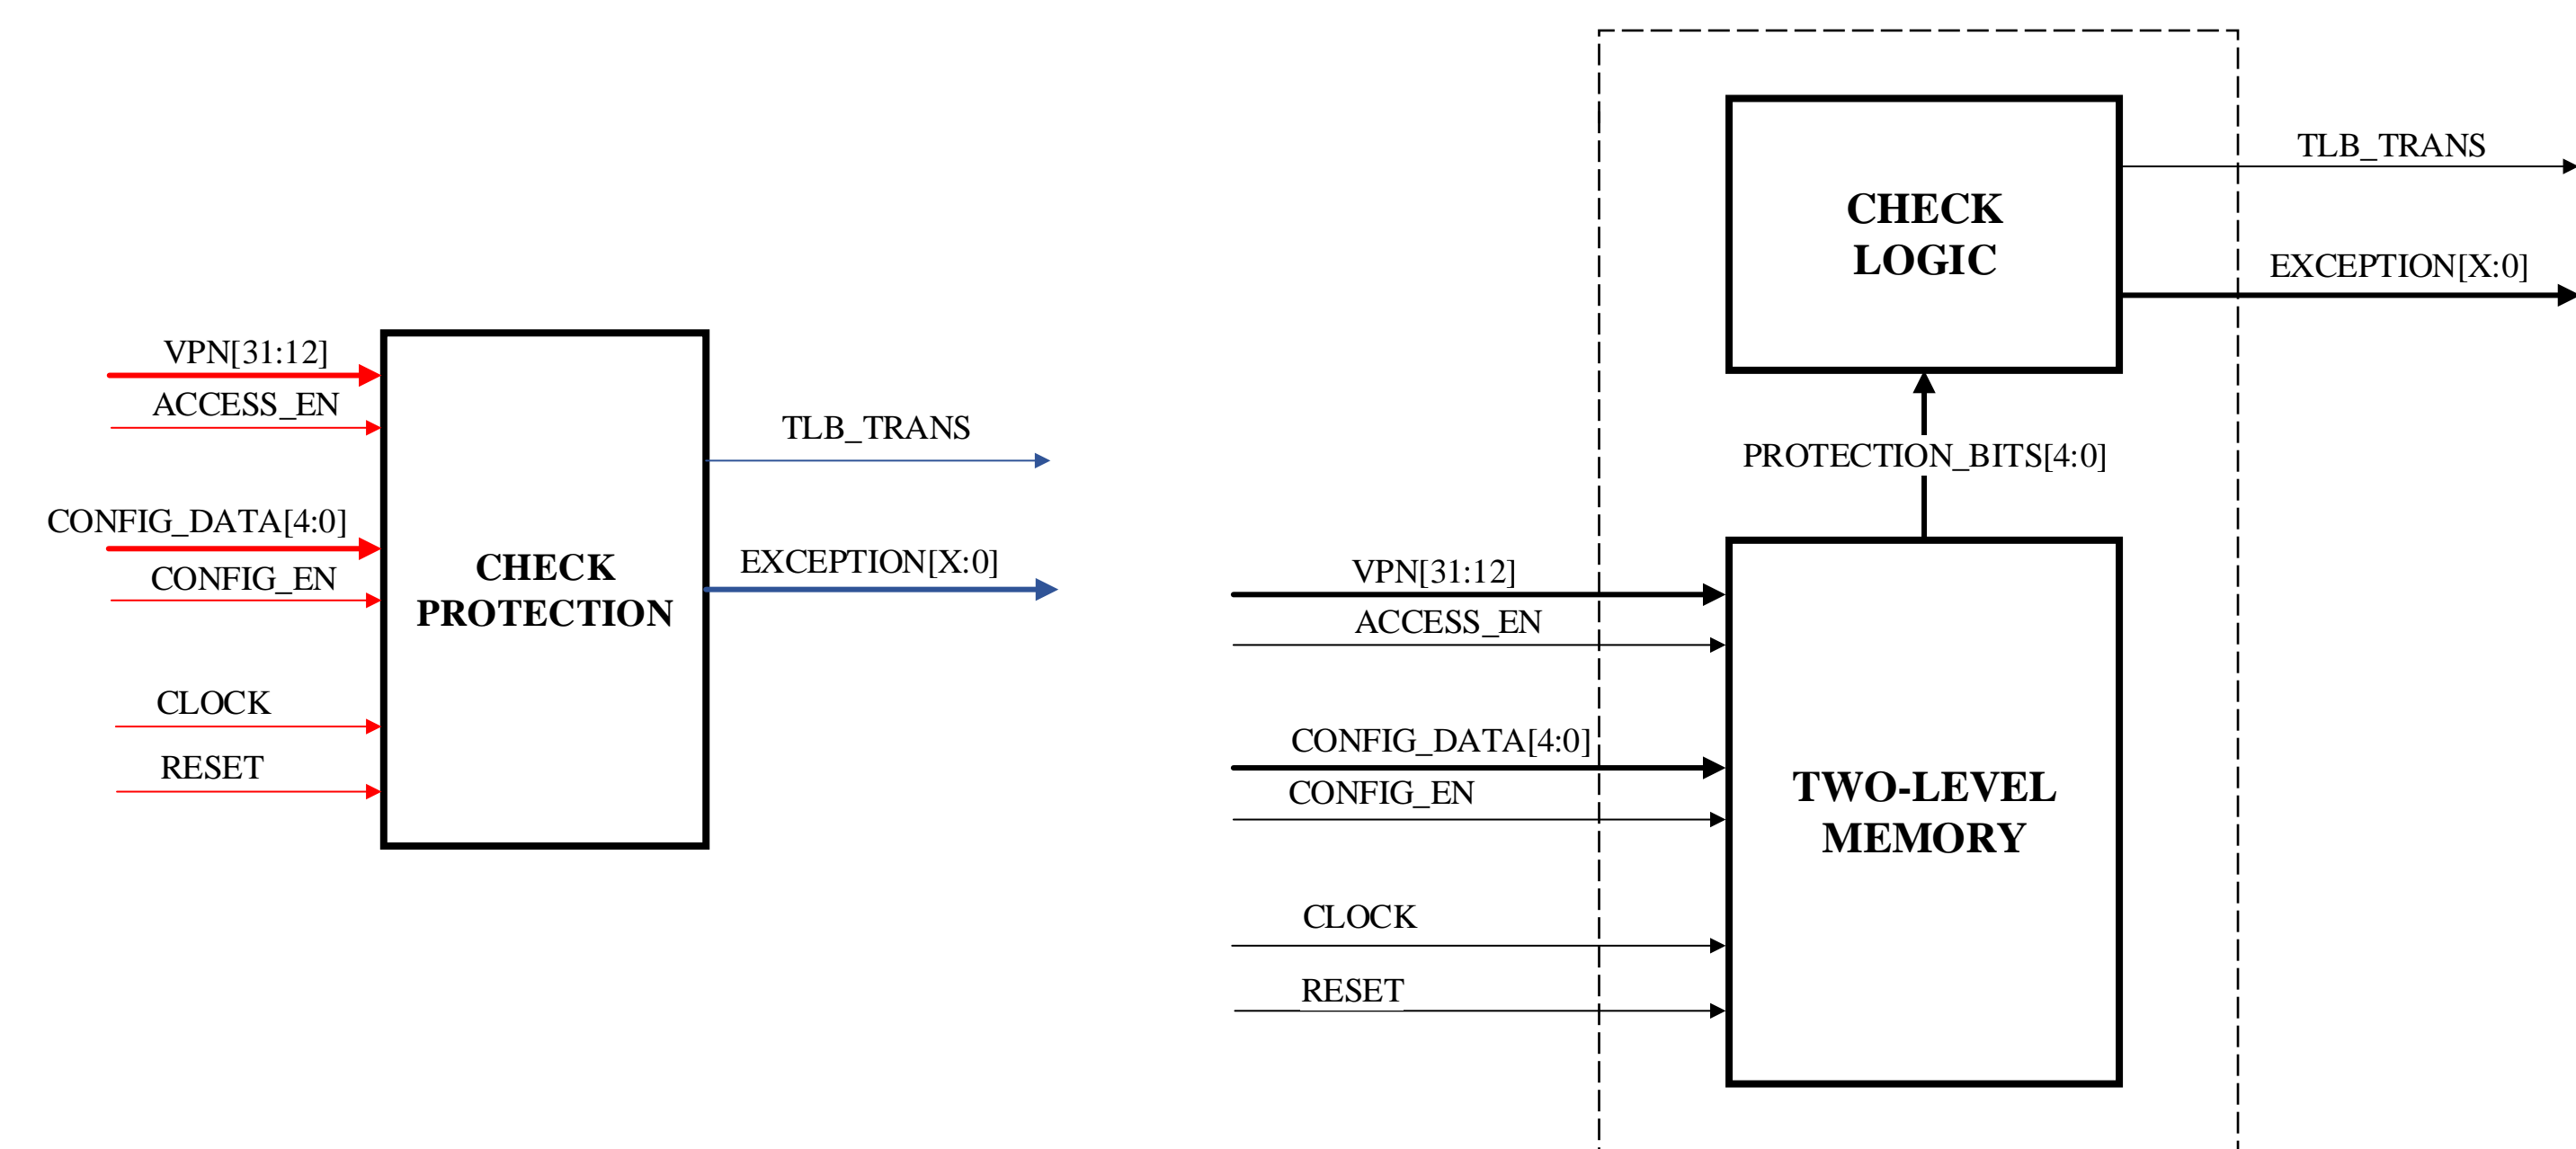 VPN[31:12]
ACCESS_EN
CONFIG_DATA[4:0]
CONFIG_EN
CLOCK
RESET
CHECK
PROTECTION
TLB_TRANS
EXCEPTION[X:0]
CHECK
LOGIC
TLB_TRANS
EXCEPTION[X:0]
PROTECTION_BITS[4:0]
VPN[31:12]
ACCESS_EN
CONFIG_DATA[4:0]
CONFIG_EN
CLOCK
RESET
TWO-LEVEL
MEMORY